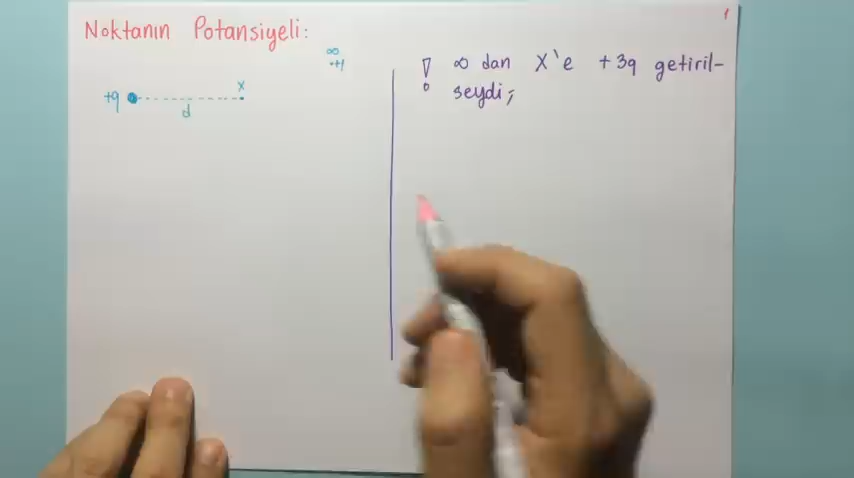 Noktanın Potansiyeli:
∞
++1
+q
x
d
! ∞ dan X'e +3q getiril-
seydi;
1